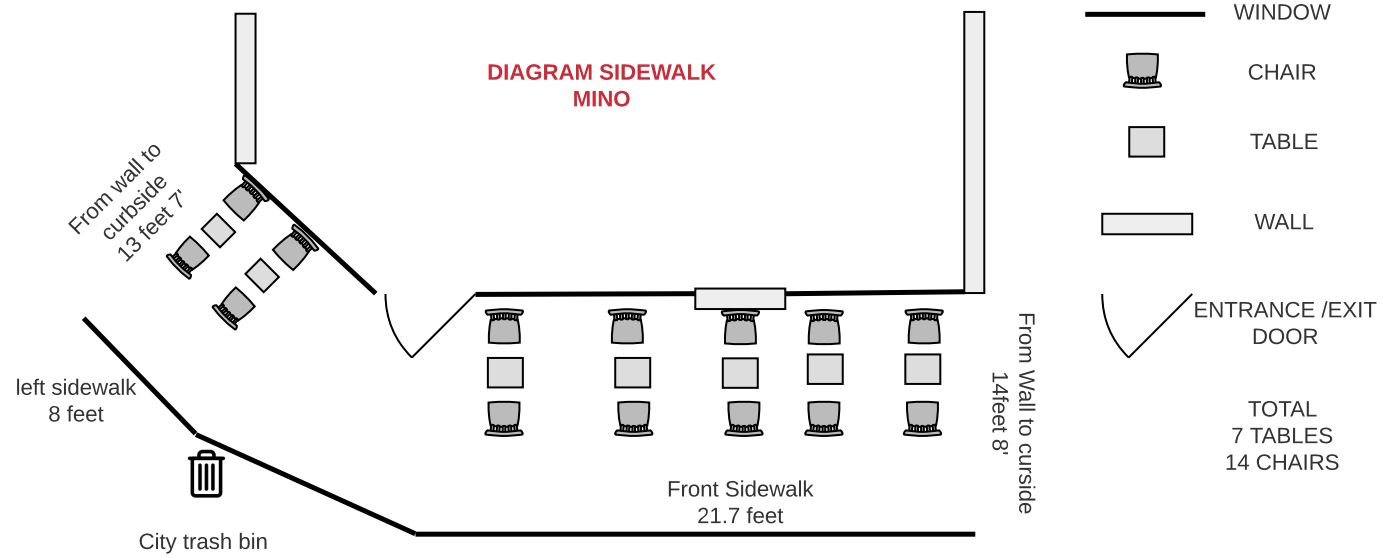 DIAGRAM SIDEWALK
MINO
From wall to
curbside
13 feet 7'
left sidewalk
8 feet
City trash bin
Front Sidewalk
21.7 feet
From Wall to curside
14feet 8'
WINDOW
CHAIR
TABLE
WALL
ENTRANCE /EXIT
DOOR
TOTAL
7 TABLES
14 CHAIRS